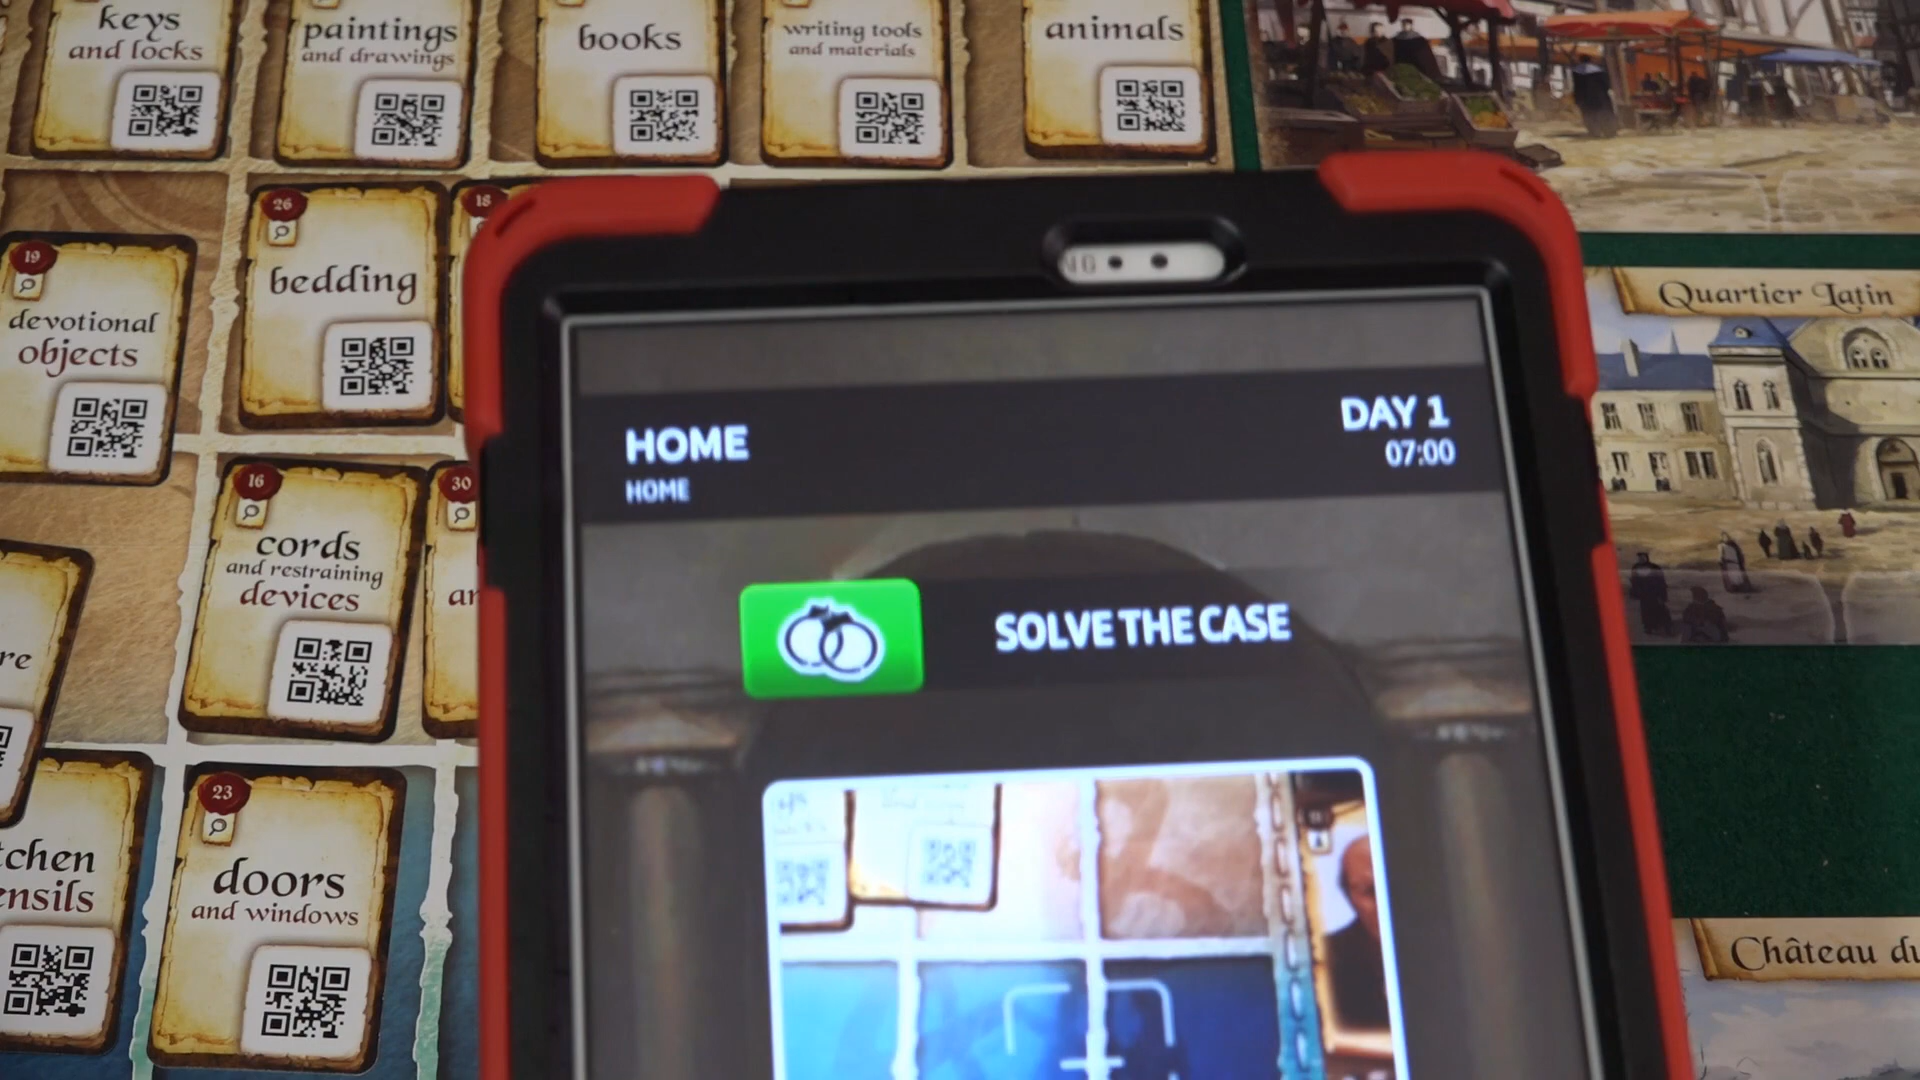 keys
and locks
paintings
and drawings
books
writing tools
and materials
animals
19
devotional
objects
26
bedding
18
16
cords
and restraining
devices
30
23
doors
and windows
HOME
HOME
DAY 1
07:00
SOLVE THE CASE
Quartier Latin
Château du